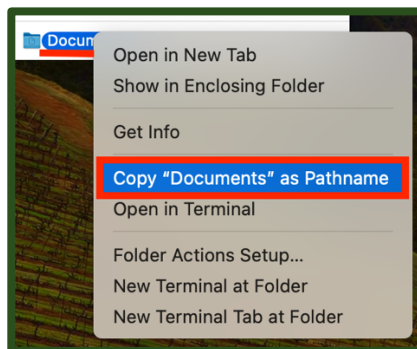 Open in New Tab
Show in Enclosing Folder
Get Info
Copy “Documents” as Pathname
Open in Terminal
Folder Actions Setup...
New Terminal at Folder
New Terminal Tab at Folder